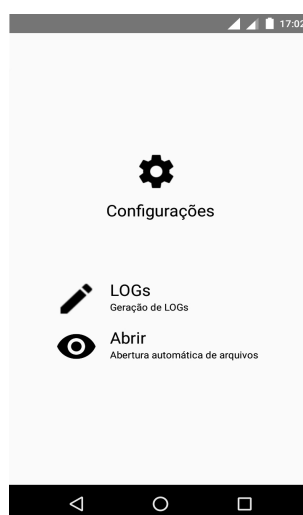 17:02
Configurações
LOGs
Geração de LOGs
Abrir
Abertura automática de arquivos